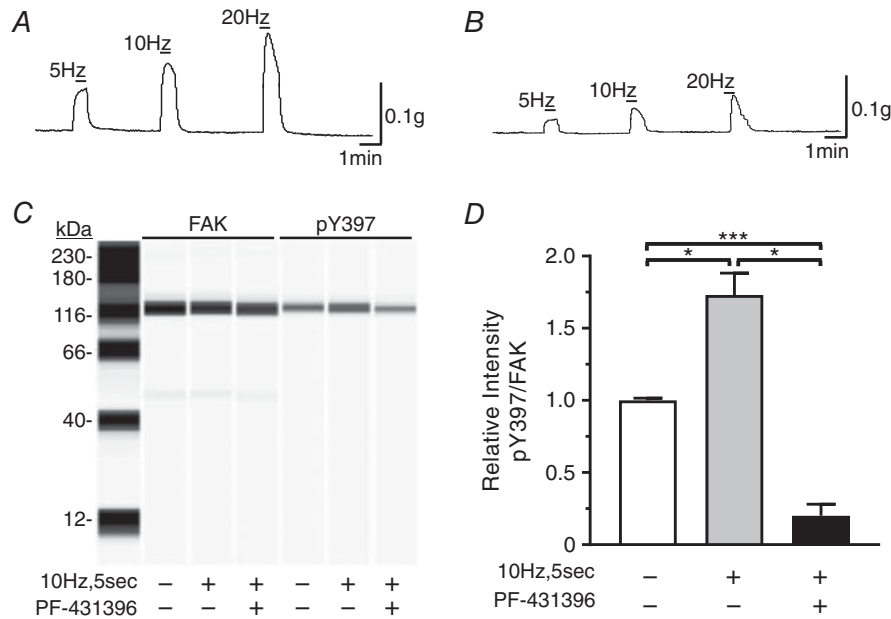 A
5Hz
10Hz
20Hz
0.1g
1min
B
5Hz
10Hz
20Hz
0.1g
1min
C
kDa
FAK
pY397
230-
180-
116-
66-
40-
12-
10Hz,5sec – + + – + +
PF-431396 – – + – – +
D
Relative Intensity
pY397/FAK
2.0
1.5
1.0
0.5
0
***
* *
10Hz,5sec – + +
PF-431396 – – +